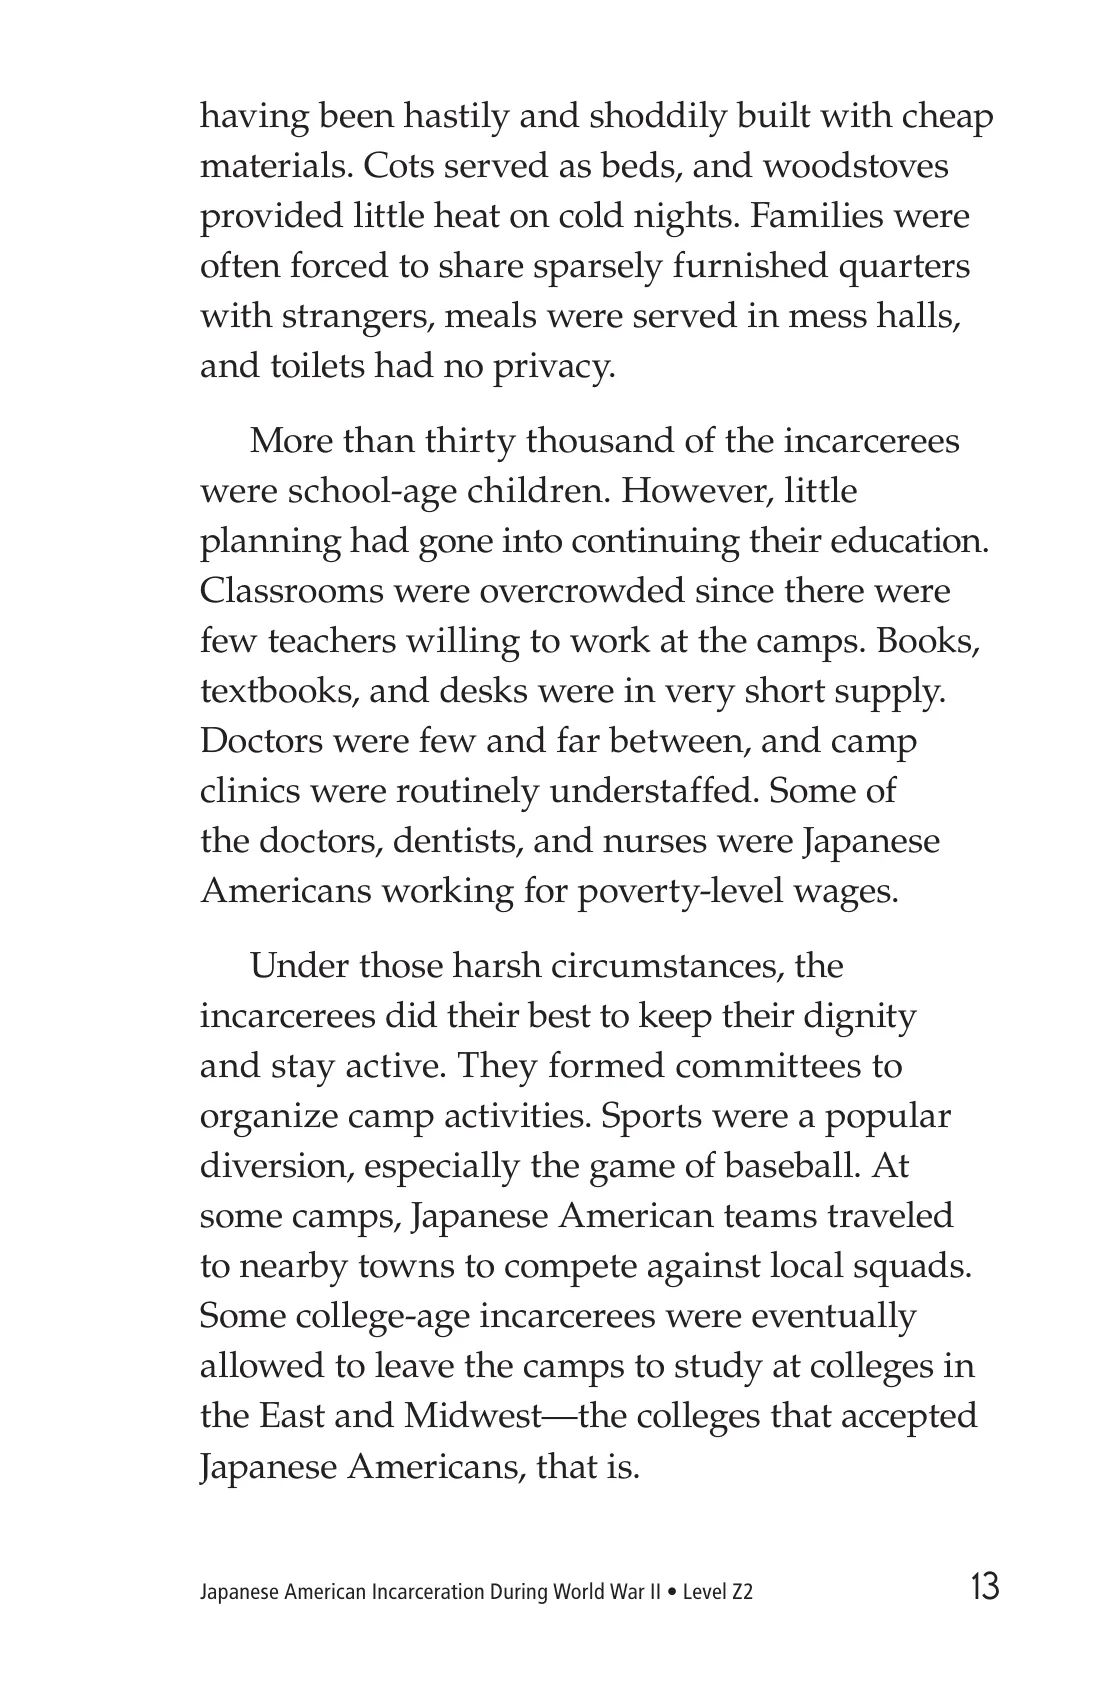 having been hastily and shoddily built with cheap
materials. Cots served as beds, and woodstoves
provided little heat on cold nights. Families were
often forced to share sparsely furnished quarters
with strangers, meals were served in mess halls,
and toilets had no privacy.
More than thirty thousand of the incarcerees
were school-age children. However, little
planning had gone into continuing their education.
Classrooms were overcrowded since there were
few teachers willing to work at the camps. Books,
textbooks, and desks were in very short supply.
Doctors were few and far between, and camp
clinics were routinely understaffed. Some of
the doctors, dentists, and nurses were Japanese
Americans working for poverty-level wages.
Under those harsh circumstances, the
incarcerees did their best to keep their dignity
and stay active. They formed committees to
organize camp activities. Sports were a popular
diversion, especially the game of baseball. At
some camps, Japanese American teams traveled
to nearby towns to compete against local squads.
Some college-age incarcerees were eventually
allowed to leave the camps to study at colleges in
the East and Midwest—the colleges that accepted
Japanese Americans, that is.
Japanese American Incarceration During World War II • Level Z2 13